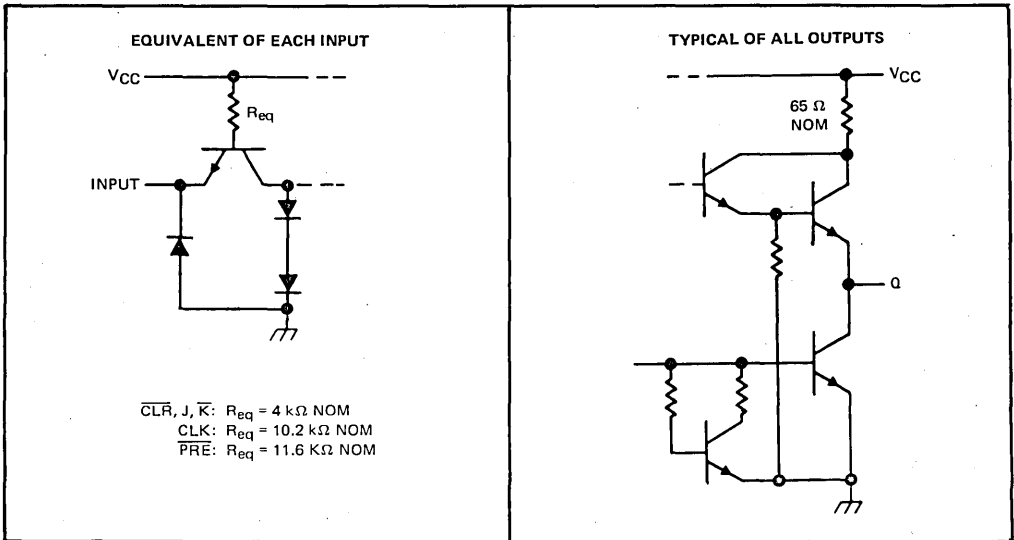 EQUIVALENT OF EACH INPUT
VCC
Req
INPUT
CLR, J, K: Req = 4 kΩ NOM
CLK: Req = 10.2 kΩ NOM
PRE: Req = 11.6 KΩ NOM
TYPICAL OF ALL OUTPUTS
VCC
65 Ω
NOM
Q